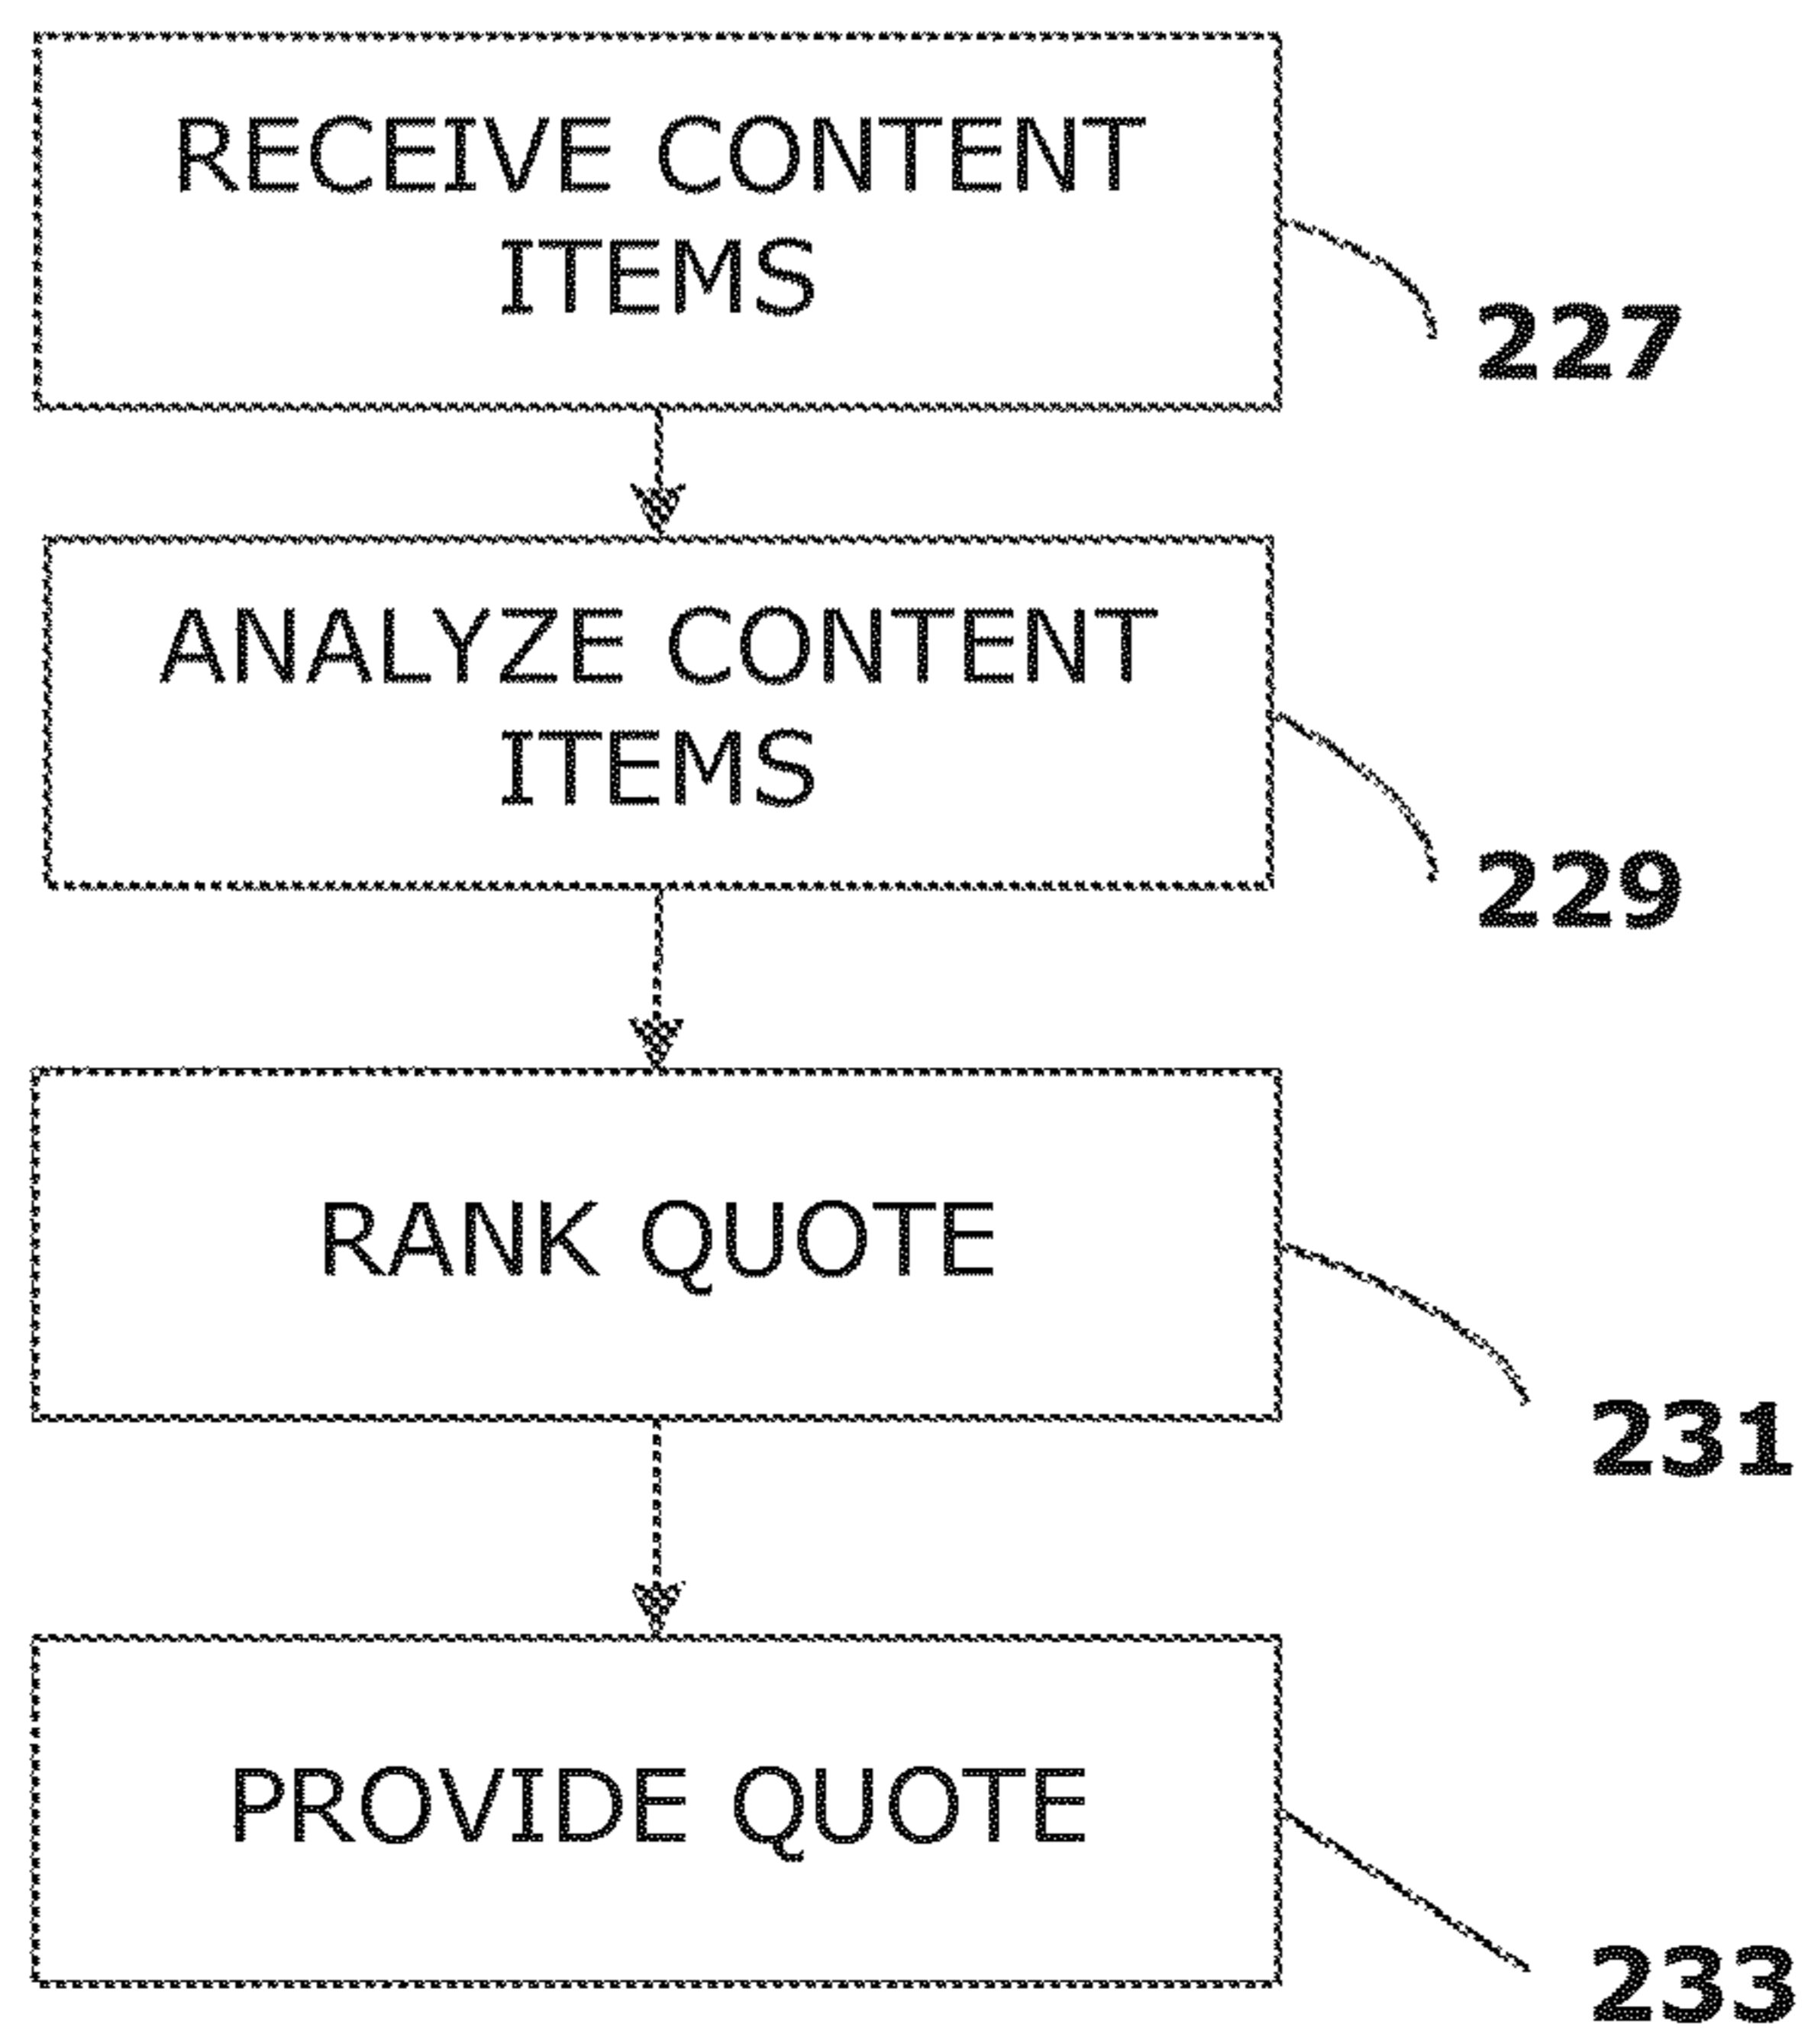 RECEIVE CONTENT
ITEMS
227
ANALYZE CONTENT
ITEMS
229
RANK QUOTE
231
PROVIDE QUOTE
233